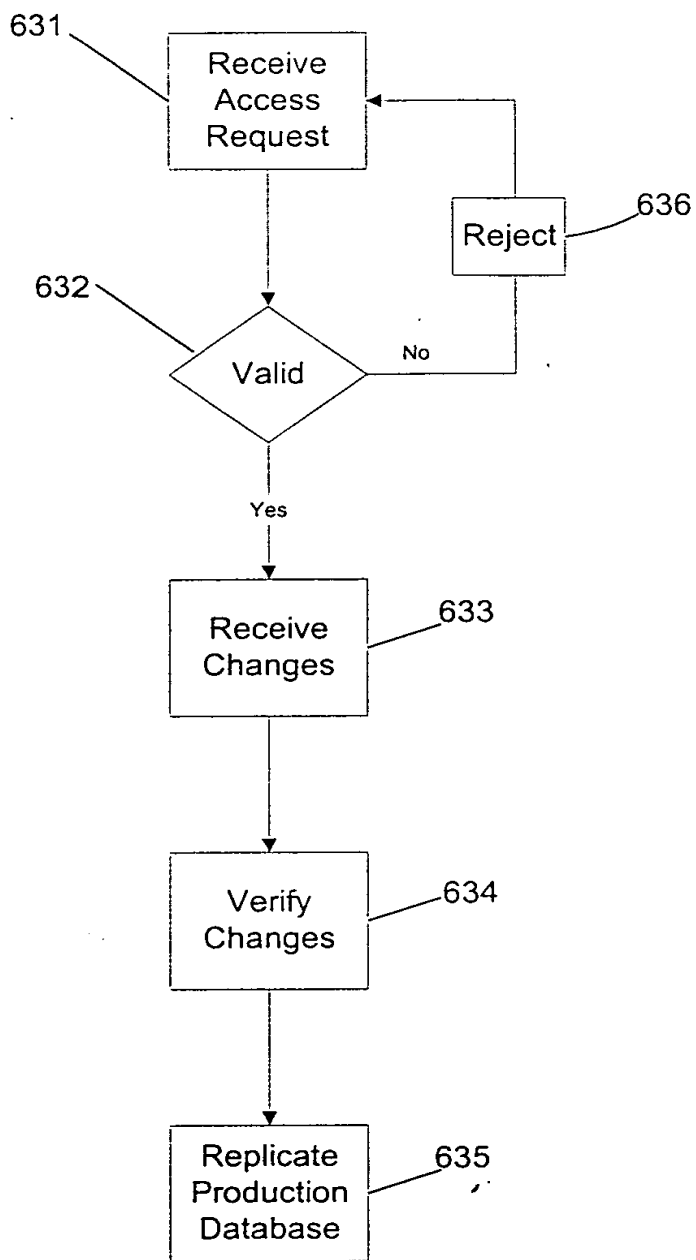 631
Receive
Access
Request
636
Reject
632
Valid
No
Yes
633
Receive
Changes
634
Verify
Changes
635
Replicate
Production
Database